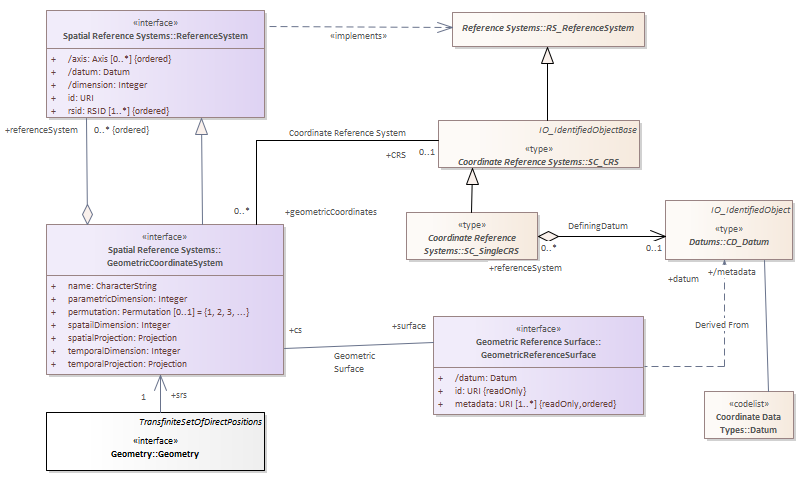 «interface»
Spatial Reference Systems::ReferenceSystem
+ /axis: Axis [0..*] {ordered}
+ /datum: Datum
+ /dimension: Integer
+ id: URI
+ rsid: RSID [1..*] {ordered}
«implements»
Reference Systems::RS_ReferenceSystem
+referenceSystem
0..* {ordered}
Coordinate Reference System
+CRS
0..1
IO_IdentifiedObjectBase
«type»
Coordinate Reference Systems::SC_CRS
0..*
+geometricCoordinates
«interface»
Spatial Reference Systems::
GeometricCoordinateSystem
+ name: CharacterString
+ parametricDimension: Integer
+ permutation: Permutation [0..1] = {1, 2, 3, ...}
+ spatailDimension: Integer
+ spatialProjection: Projection
+ temporalDimension: Integer
+ temporalProjection: Projection
«type»
Coordinate Reference
Systems::SC_SingleCRS
+referenceSystem
0..*
DefiningDatum
0..1
IO_IdentifiedObject
«type»
Datums::CD_Datum
+datum
+/metadata
Derived From
+cs
+surface
Geometric
Surface
«interface»
Geometric Reference Surface::
GeometricReferenceSurface
+ /datum: Datum
+ id: URI {readOnly}
+ metadata: URI [1..*] {readOnly,ordered}
1
+srs
TransfiniteSetOfDirectPositions
«interface»
Geometry::Geometry
«codelist»
Coordinate Data
Types::Datum